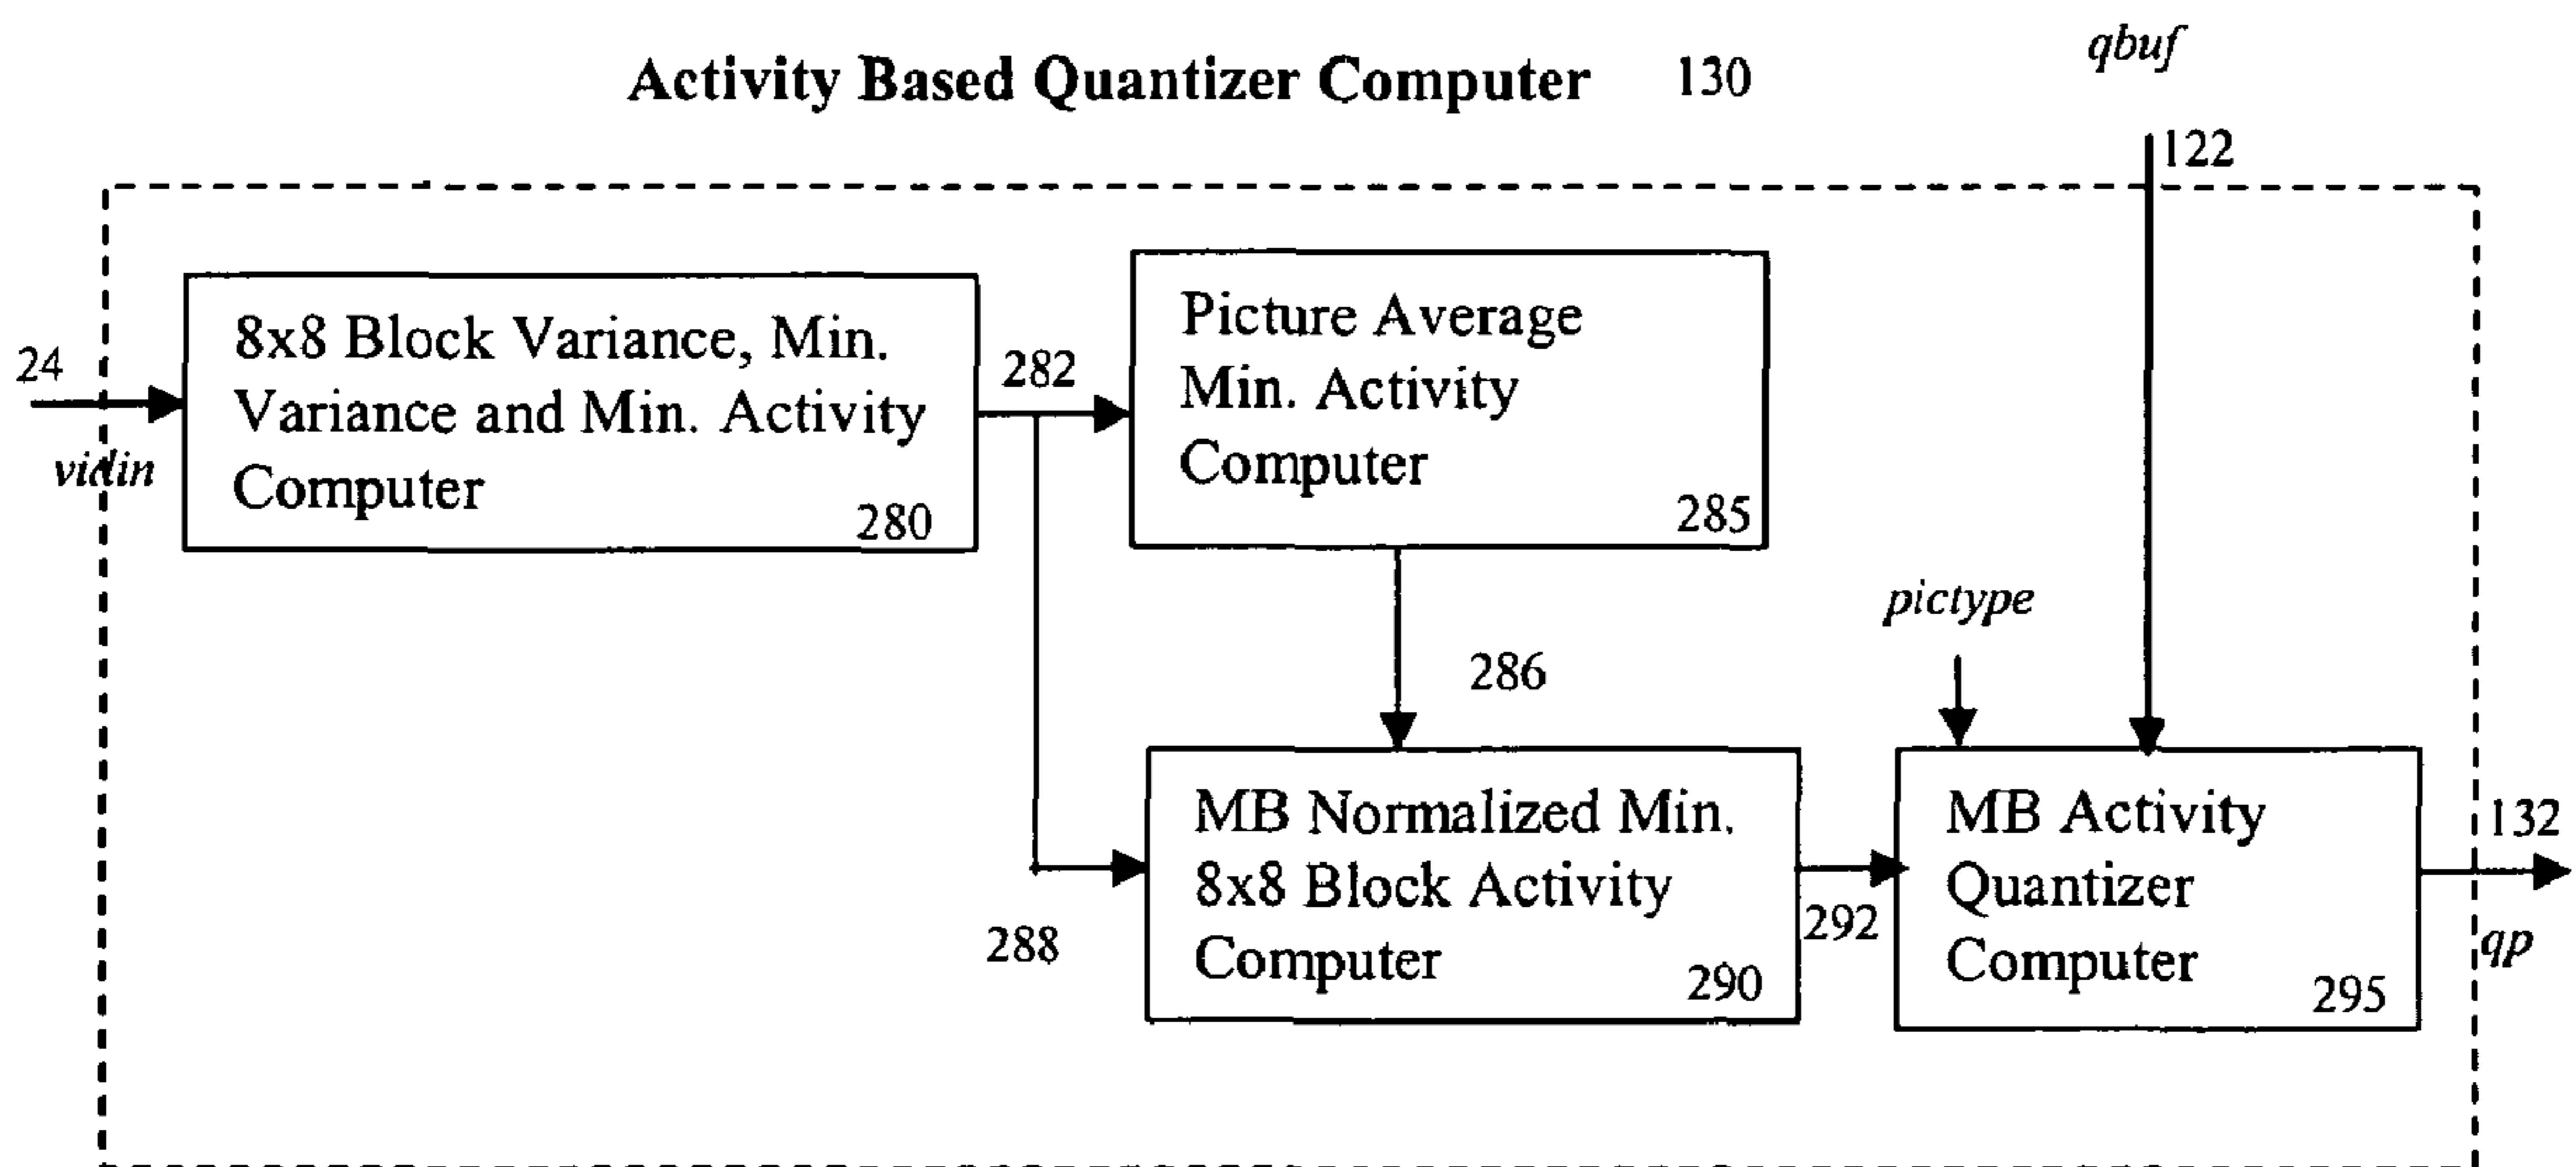 Activity Based Quantizer Computer 130
qbuf
122
24
vidin
8x8 Block Variance, Min.
Variance and Min. Activity
Computer
280
282
Picture Average
Min. Activity
Computer
285
286
288
pictype
MB Normalized Min.
8x8 Block Activity
Computer
290
292
MB Activity
Quantizer
Computer
295
132
qp